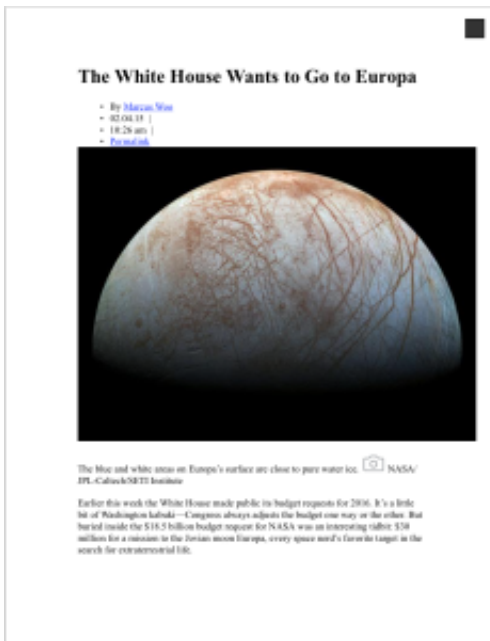 The White House Wants to Go to Europa
• By Marcus Woo
• 02.04.15 |
• 10:26 am |
• Permalink
The blue and white areas on Europa's surface are close to pure water ice. NASA/
JPL-Caltech/SETI Institute
Earlier this week the White House made public its budget requests for 2016. It's a little
bit of Washington kabuki—Congress always adjusts the budget one way or the other. But
buried inside the $18.5 billion budget request for NASA was an interesting tidbit: $30
million for a mission to the Jovian moon Europa, every space nerd's favorite target in the
search for extraterrestrial life.